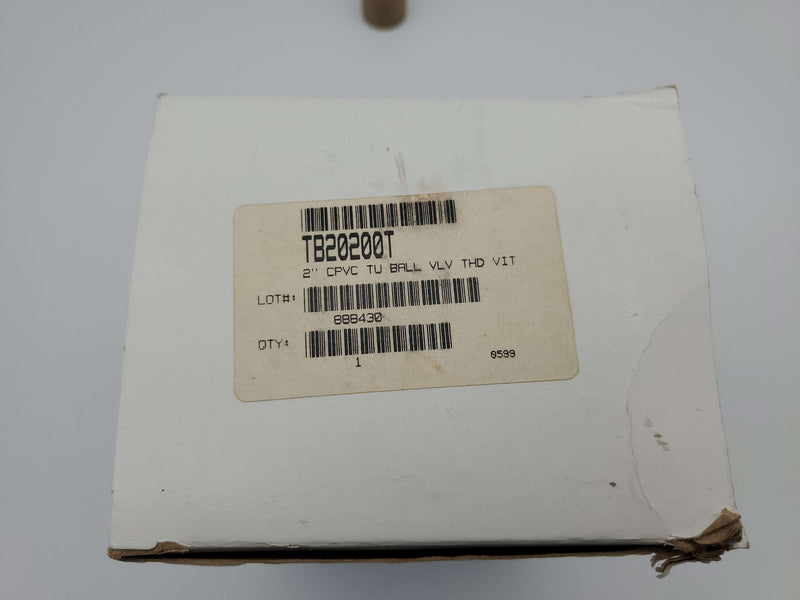 TB20200T
2" CPVC TU BALL VLV THD VIT
LOT#:
888430
QTY:
1
0599